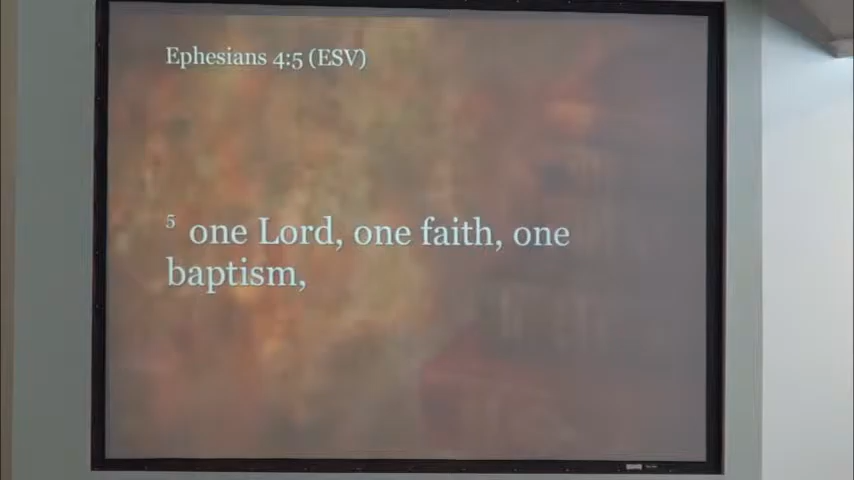 Ephesians 4:5 (ESV)
5 one Lord, one faith, one
baptism,